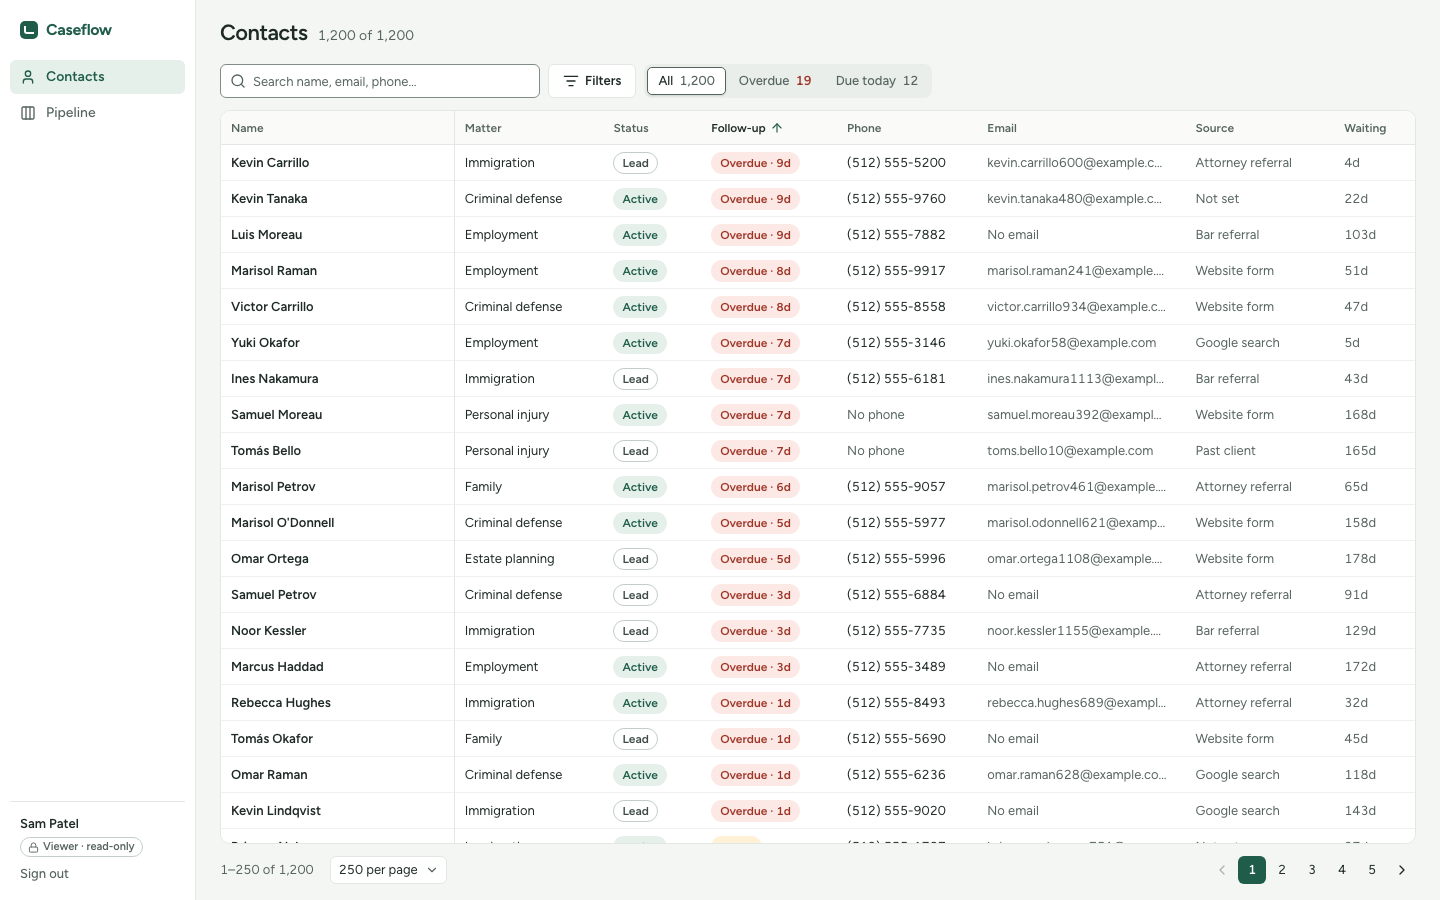 Caseflow
Contacts
Pipeline
Sam Patel
Viewer · read-only
Sign out
Contacts 1,200 of 1,200
Search name, email, phone... Filters All 1,200 Overdue 19 Due today 12
Name Matter Status Follow-up Phone Email Source Waiting
Kevin Carrillo Immigration Lead Overdue · 9d (512) 555-5200 kevin.carrillo600@example.c... Attorney referral 4d
Kevin Tanaka Criminal defense Active Overdue · 9d (512) 555-9760 kevin.tanaka480@example.c... Not set 22d
Luis Moreau Employment Active Overdue · 9d (512) 555-7882 No email Bar referral 103d
Marisol Raman Employment Active Overdue · 8d (512) 555-9917 marisol.raman241@example.... Website form 51d
Victor Carrillo Criminal defense Active Overdue · 8d (512) 555-8558 victor.carrillo934@example.c... Website form 47d
Yuki Okafor Employment Active Overdue · 7d (512) 555-3146 yuki.okafor58@example.com Google search 5d
Ines Nakamura Immigration Lead Overdue · 7d (512) 555-6181 ines.nakamura1113@exampl... Bar referral 43d
Samuel Moreau Personal injury Active Overdue · 7d No phone samuel.moreau392@exampl... Website form 168d
Tomás Bello Personal injury Lead Overdue · 7d No phone toms.bello10@example.com Past client 165d
Marisol Petrov Family Active Overdue · 6d (512) 555-9057 marisol.petrov461@example.... Attorney referral 65d
Marisol O'Donnell Criminal defense Active Overdue · 5d (512) 555-5977 marisol.odonnell621@examp... Website form 158d
Omar Ortega Estate planning Lead Overdue · 5d (512) 555-5996 omar.ortega1108@example.... Website form 178d
Samuel Petrov Criminal defense Lead Overdue · 3d (512) 555-6884 No email Attorney referral 91d
Noor Kessler Immigration Lead Overdue · 3d (512) 555-7735 noor.kessler1155@example.... Bar referral 129d
Marcus Haddad Employment Active Overdue · 3d (512) 555-3489 No email Attorney referral 172d
Rebecca Hughes Immigration Active Overdue · 1d (512) 555-8493 rebecca.hughes689@exampl... Attorney referral 32d
Tomás Okafor Family Lead Overdue · 1d (512) 555-5690 No email Website form 45d
Omar Raman Criminal defense Active Overdue · 1d (512) 555-6236 omar.raman628@example.co... Google search 118d
Kevin Lindqvist Immigration Lead Overdue · 1d (512) 555-9020 No email Google search 143d
1–250 of 1,200 250 per page 1 2 3 4 5